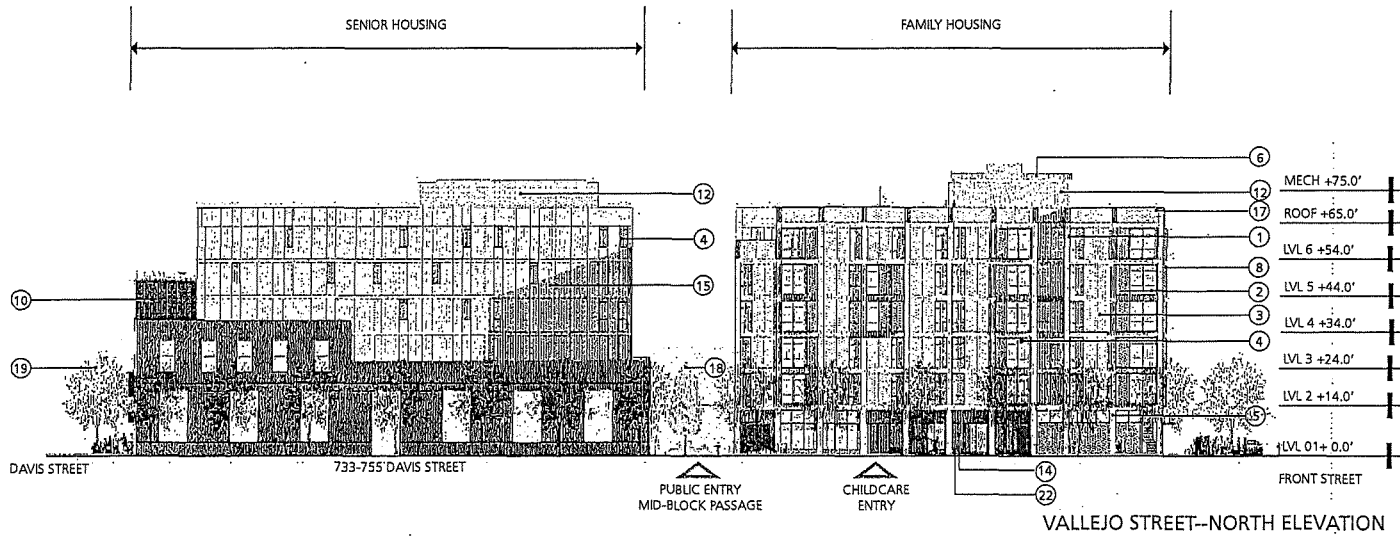 SENIOR HOUSING
FAMILY HOUSING
6
12
12
MECH +75.0'
17
ROOF +65.0'
4
1
LVL 6 +54.0'
8
15
2
LVL 5 +44.0'
10
3
LVL 4 +34.0'
4
19
18
LVL 3 +24.0'
LVL 2 +14.0'
LVL 01+ 0.0'
DAVIS STREET
733-755 DAVIS STREET
14
FRONT STREET
PUBLIC ENTRY
MID-BLOCK PASSAGE
CHILDCARE
ENTRY
22
VALLEJO STREET--NORTH ELEVATION